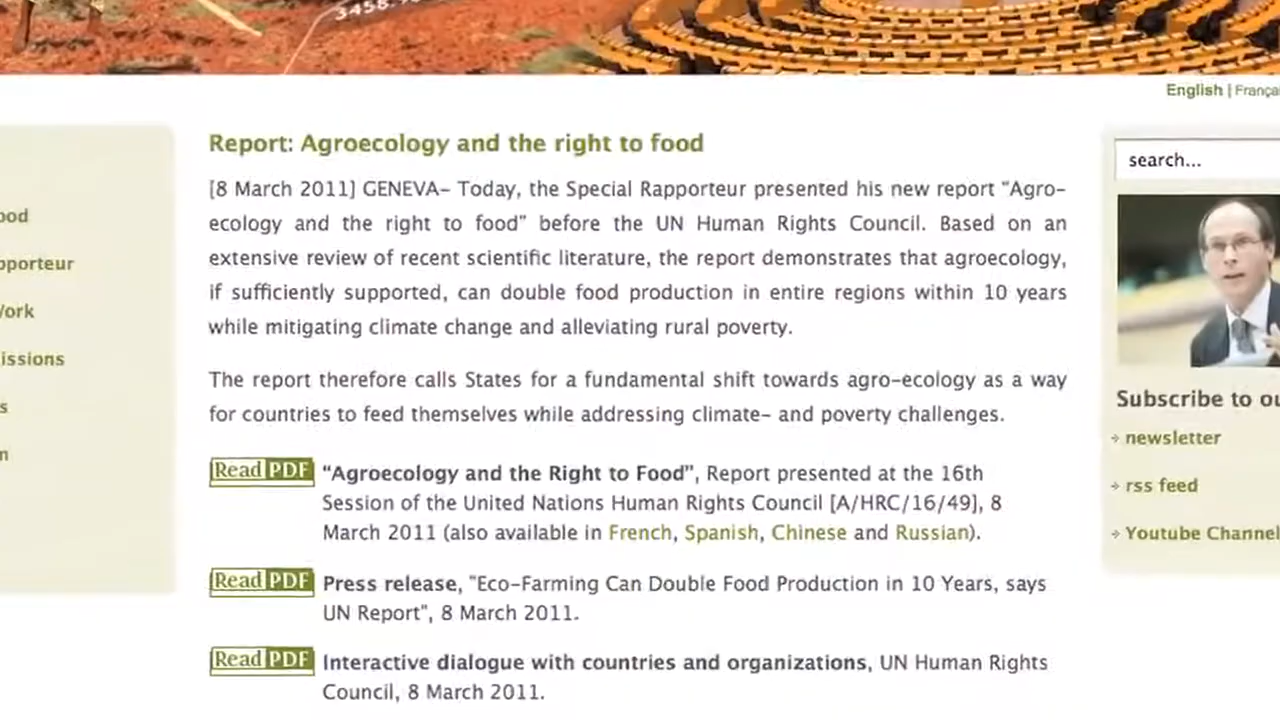 English | França
Report: Agroecology and the right to food
[8 March 2011] GENEVA– Today, the Special Rapporteur presented his new report "Agro-
ecology and the right to food" before the UN Human Rights Council. Based on an
extensive review of recent scientific literature, the report demonstrates that agroecology,
if sufficiently supported, can double food production in entire regions within 10 years
while mitigating climate change and alleviating rural poverty.
The report therefore calls States for a fundamental shift towards agro-ecology as a way
for countries to feed themselves while addressing climate- and poverty challenges.
Read PDF "Agroecology and the Right to Food", Report presented at the 16th
Session of the United Nations Human Rights Council [A/HRC/16/49], 8
March 2011 (also available in French, Spanish, Chinese and Russian).
Read PDF Press release, "Eco-Farming Can Double Food Production in 10 Years, says
UN Report", 8 March 2011.
Read PDF Interactive dialogue with countries and organizations, UN Human Rights
Council, 8 March 2011.
ood
pporteur
issions
s
search...
Subscribe to ou
newsletter
rss feed
Youtube Channel